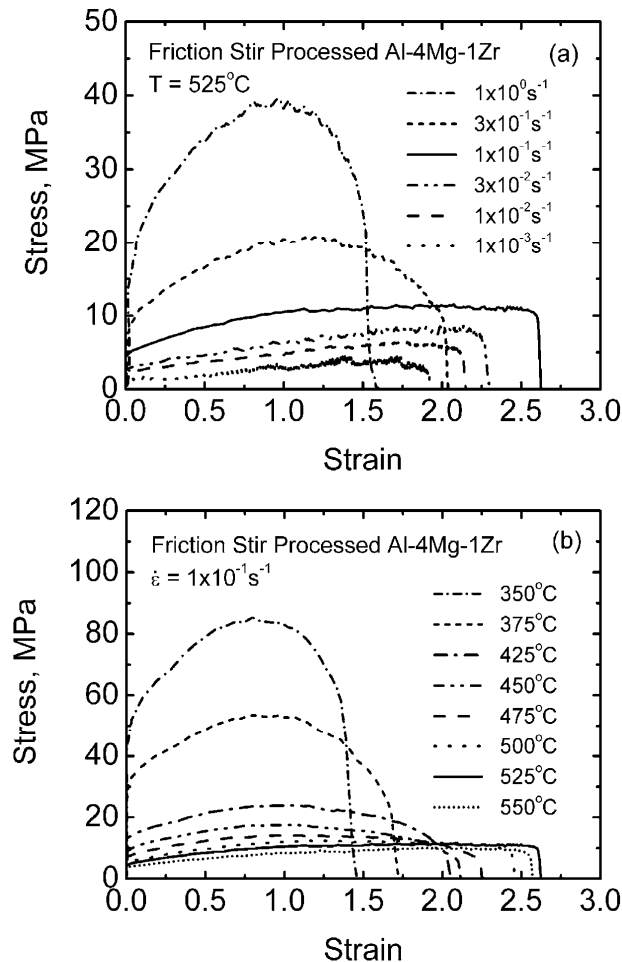 50
40
30
20
10
0
Stress, MPa
Friction Stir Processed Al-4Mg-1Zr
(a)
T = 525°C
1x10⁰s⁻¹
3x10⁻¹s⁻¹
1x10⁻¹s⁻¹
3x10⁻²s⁻¹
1x10⁻²s⁻¹
1x10⁻³s⁻¹
0.0 0.5 1.0 1.5 2.0 2.5 3.0
Strain
120
100
80
60
40
20
0
Stress, MPa
Friction Stir Processed Al-4Mg-1Zr
(b)
ε̇ = 1x10⁻¹s⁻¹
350°C
375°C
425°C
450°C
475°C
500°C
525°C
550°C
0.0 0.5 1.0 1.5 2.0 2.5 3.0
Strain